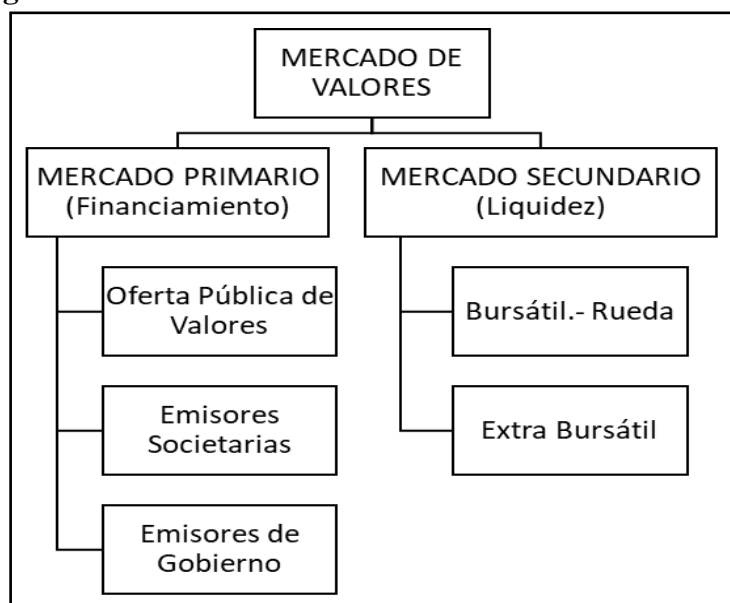 MERCADO DE
VALORES
MERCADO PRIMARIO
(Financiamiento)
MERCADO SECUNDARIO
(Liquidez)
Oferta Pública de
Valores
Bursátil.- Rueda
Emisores
Societarias
Extra Bursátil
Emisores de
Gobierno